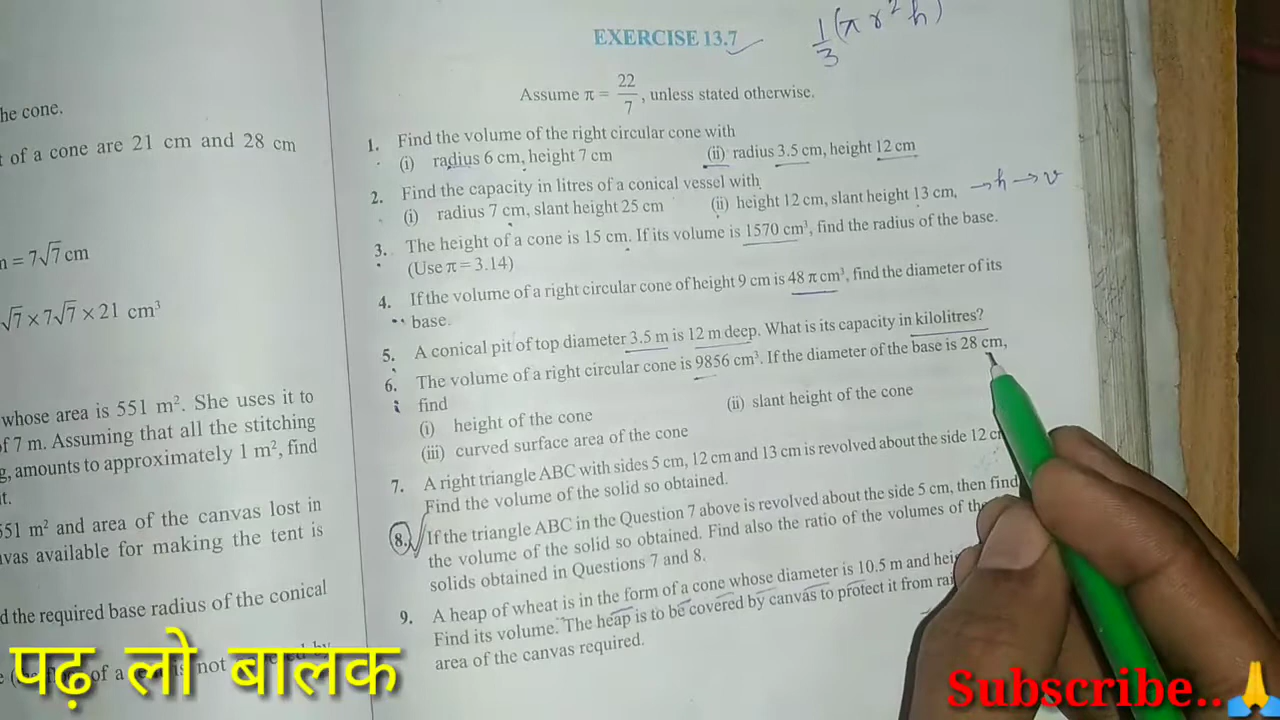 he cone.
t of a cone are 21 cm and 28 cm
m = 7√7 cm
√7 × 7√7 × 21 cm³
whose area is 551 m². She uses it to
of 7 m. Assuming that all the stitching
g, amounts to approximately 1 m², find
it.
551 m² and area of the canvas lost in
nvas available for making the tent is
d the required base radius of the conical
of a is not by
EXERCISE 13.7
1/3 (π r² h)
Assume π = 22/7, unless stated otherwise.
1. Find the volume of the right circular cone with
(i) radius 6 cm, height 7 cm (ii) radius 3.5 cm, height 12 cm
2. Find the capacity in litres of a conical vessel with
(i) radius 7 cm, slant height 25 cm (ii) height 12 cm, slant height 13 cm, → h → v
3. The height of a cone is 15 cm. If its volume is 1570 cm³, find the radius of the base.
(Use π = 3.14)
4. If the volume of a right circular cone of height 9 cm is 48 π cm³, find the diameter of its
base.
5. A conical pit of top diameter 3.5 m is 12 m deep. What is its capacity in kilolitres?
6. The volume of a right circular cone is 9856 cm³. If the diameter of the base is 28 cm,
find
(i) height of the cone (ii) slant height of the cone
(iii) curved surface area of the cone
7. A right triangle ABC with sides 5 cm, 12 cm and 13 cm is revolved about the side 12 c
Find the volume of the solid so obtained.
8. If the triangle ABC in the Question 7 above is revolved about the side 5 cm, then find
the volume of the solid so obtained. Find also the ratio of the volumes of the
solids obtained in Questions 7 and 8.
9. A heap of wheat is in the form of a cone whose diameter is 10.5 m and hei
Find its volume. The heap is to be covered by canvas to protect it from rai
area of the canvas required.
पढ़ लो बालक
Subscribe..🙏